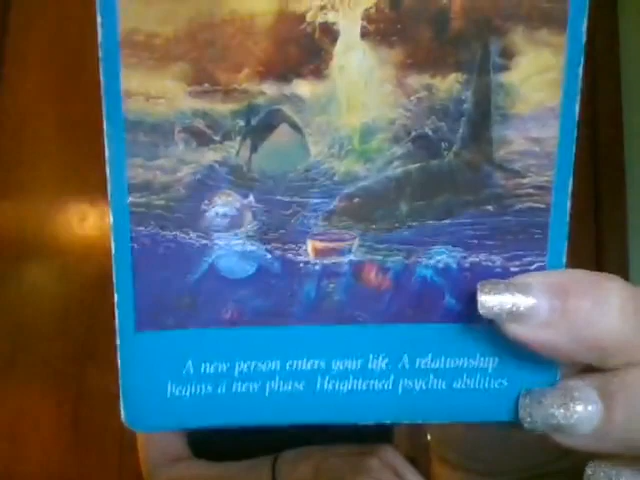 A new person enters your life. A relationship
begins a new phase. Heightened psychic abilities